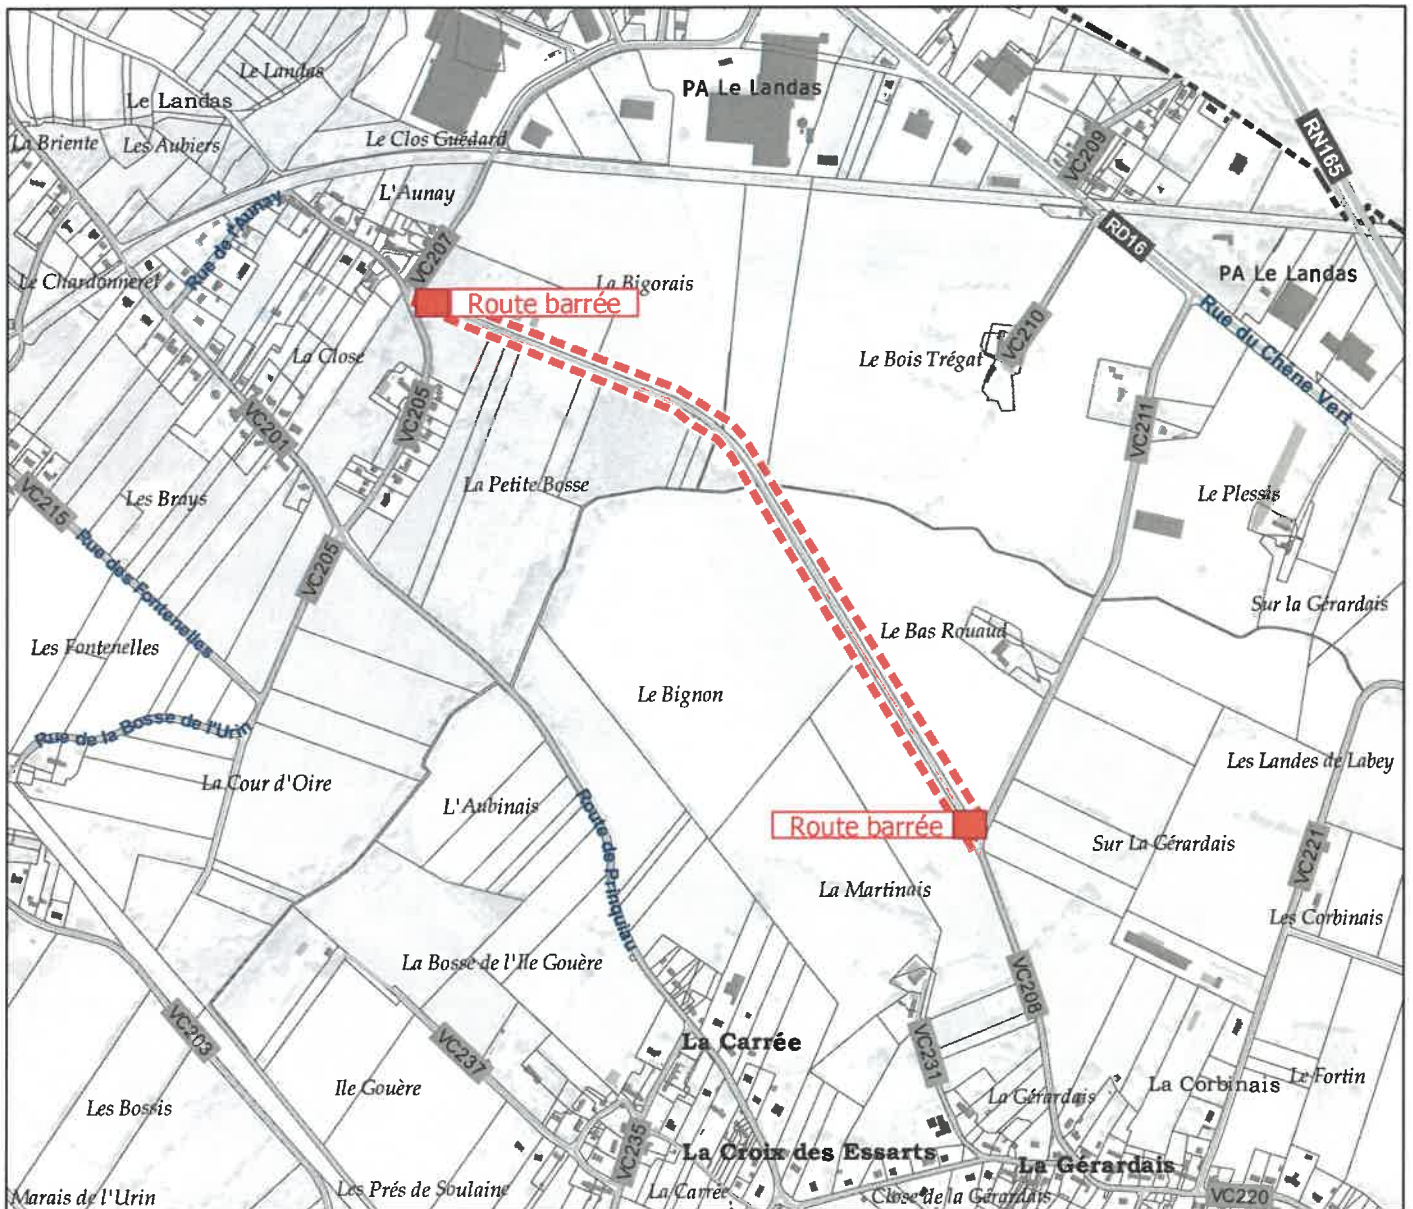 Le Landas
PA Le Landas
Le Landas
La Briente
Les Aubiers
Le Clos Guédard
VC209
RN165
L'Aunay
Rue de l'Aunay
VC207
RD16
Le Chardonneret
La Bigorais
PA Le Landas
Route barrée
VC210
Rue du Chêne Vert
La Close
Le Bois Trégat
VC205
VC211
VC201
La Petite Bosse
Les Brays
Le Plessis
VC215
Rue des Fontenelles
VC205
Sur la Gérardais
Les Fontenelles
Le Bas Rouaud
Le Bignon
Rue de la Bosse de l'Urin
Les Landes de Labey
La Cour d'Oire
L'Aubinais
Route de Prinquiau
Route barrée
Sur La Gérardais
VC221
La Martinais
Les Corbinais
La Bosse de l'Ile Gouère
VC208
VC203
VC237
La Carrée
VC231
Ile Gouère
La Gérardais
La Corbinais
Le Fortin
Les Bossis
VC235
La Croix des Essarts
La Gérardais
Marais de l'Urin
Les Prés de Soulaine
La Carrée
Close de la Gérardais
VC220